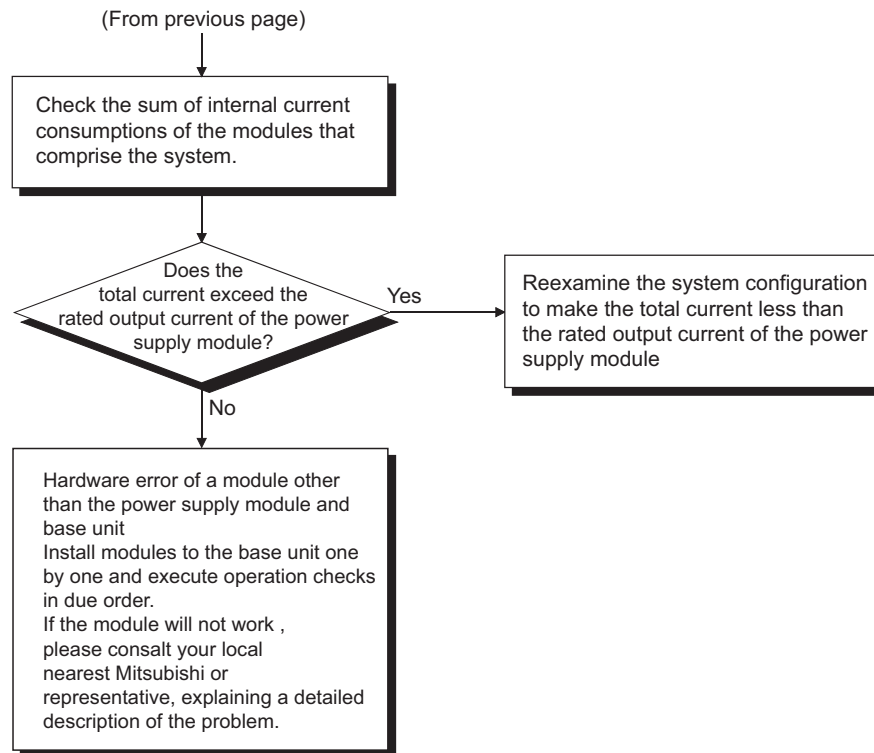 (From previous page)
Check the sum of internal current
consumptions of the modules that
comprise the system.
Does the
total current exceed the
rated output current of the power
supply module?
Yes
Reexamine the system configuration
to make the total current less than
the rated output current of the power
supply module
No
Hardware error of a module other
than the power supply module and
base unit
Install modules to the base unit one
by one and execute operation checks
in due order.
If the module will not work ,
please consalt your local
nearest Mitsubishi or
representative, explaining a detailed
description of the problem.